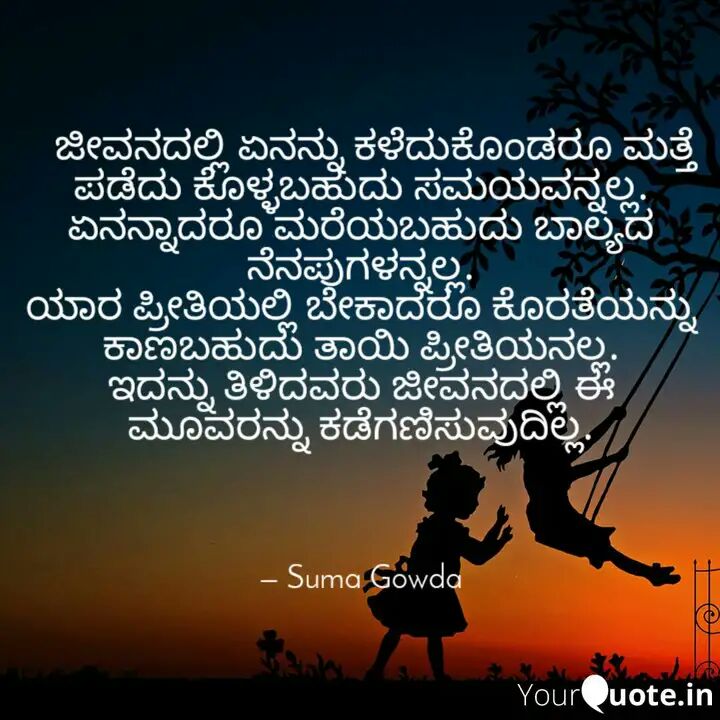 ಜೀವನದಲ್ಲಿ ಏನನ್ನು ಕಳೆದುಕೊಂಡರೂ ಮತ್ತೆ
ಪಡೆದು ಕೊಳ್ಳಬಹುದು ಸಮಯವನ್ನಲ್ಲ.
ಏನನ್ನಾದರೂ ಮರೆಯಬಹುದು ಬಾಲ್ಯದ
ನೆನಪುಗಳನ್ನಲ್ಲ.
ಯಾರ ಪ್ರೀತಿಯಲ್ಲಿ ಬೇಕಾದರೂ ಕೊರತೆಯನ್ನು
ಕಾಣಬಹುದು ತಾಯಿ ಪ್ರೀತಿಯನಲ್ಲ.
ಇದನ್ನು ತಿಳಿದವರು ಜೀವನದಲ್ಲಿ ಈ
ಮೂವರನ್ನು ಕಡೆಗಣಿಸುವುದಿಲ್ಲ.
– Suma Gowda
YourQuote.in